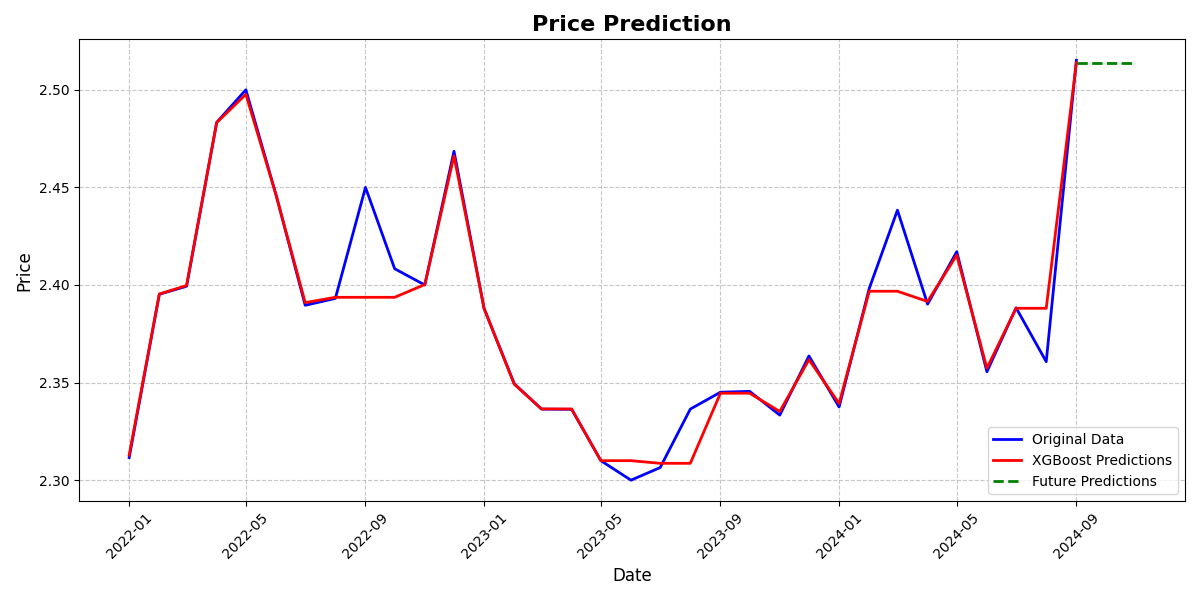 Price Prediction
Price
2.50
2.45
2.40
2.35
2.30
Original Data
XGBoost Predictions
Future Predictions
2022-01
2022-05
2022-09
2023-01
2023-05
2023-09
2024-01
2024-05
2024-09
Date